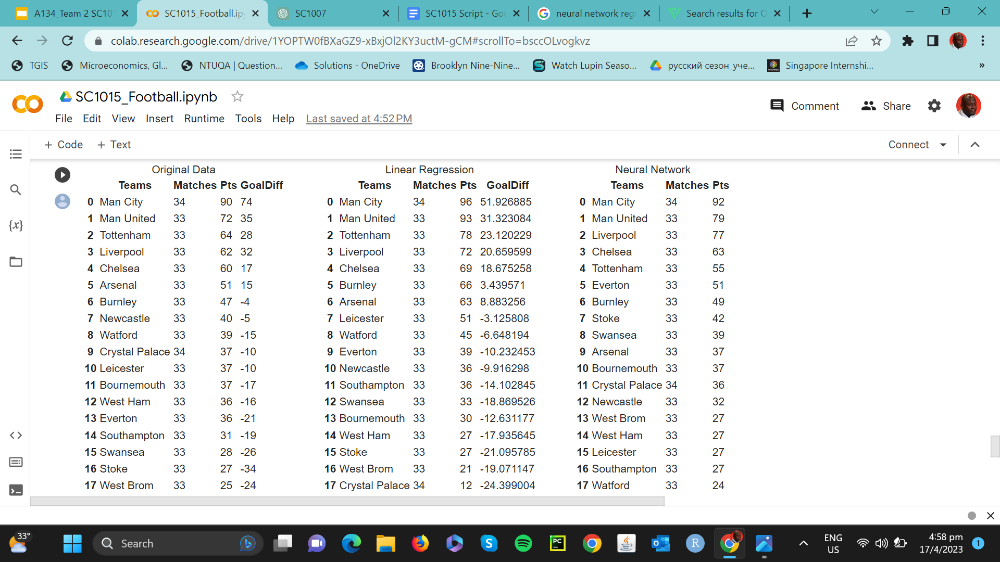 A134_Team 2 SC10
SC1015_Football.ipy
SC1007
SC1015 Script - Goo
neural network regu
Search results for O
colab.research.google.com/drive/1YOPTW0fBXaGZ9-xBxjOl2KY3uctM-gCM#scrollTo=bsccOLvogkvz
TGIS
Microeconomics, Gl...
NTUQA | Question...
Solutions - OneDrive
Brooklyn Nine-Nine...
Watch Lupin Seaso...
русский сезон_уче...
Singapore Internshi...
»
SC1015_Football.ipynb
Comment
Share
File Edit View Insert Runtime Tools Help Last saved at 4:52 PM
+ Code + Text
Connect
Original Data Linear Regression Neural Network
Teams Matches Pts GoalDiff Teams Matches Pts GoalDiff Teams Matches Pts
0 Man City 34 90 74 0 Man City 34 96 51.926885 0 Man City 34 92
1 Man United 33 72 35 1 Man United 33 93 31.323084 1 Man United 33 79
2 Tottenham 33 64 28 2 Tottenham 33 78 23.120229 2 Liverpool 33 77
3 Liverpool 33 62 32 3 Liverpool 33 72 20.659599 3 Chelsea 33 63
4 Chelsea 33 60 17 4 Chelsea 33 69 18.675258 4 Tottenham 33 55
5 Arsenal 33 51 15 5 Burnley 33 66 3.439571 5 Everton 33 51
6 Burnley 33 47 -4 6 Arsenal 33 63 8.883256 6 Burnley 33 49
7 Newcastle 33 40 -5 7 Leicester 33 51 -3.125808 7 Stoke 33 42
8 Watford 33 39 -15 8 Watford 33 45 -6.648194 8 Swansea 33 39
9 Crystal Palace 34 37 -10 9 Everton 33 39 -10.232453 9 Arsenal 33 37
10 Leicester 33 37 -10 10 Newcastle 33 36 -9.916298 10 Bournemouth 33 37
11 Bournemouth 33 37 -17 11 Southampton 33 36 -14.102845 11 Crystal Palace 34 36
12 West Ham 33 36 -16 12 Swansea 33 33 -18.869526 12 Newcastle 33 32
13 Everton 33 36 -21 13 Bournemouth 33 30 -12.631177 13 West Brom 33 27
14 Southampton 33 31 -19 14 West Ham 33 27 -17.935645 14 West Ham 33 27
15 Swansea 33 28 -26 15 Stoke 33 27 -21.095785 15 Leicester 33 27
16 Stoke 33 27 -34 16 West Brom 33 21 -19.071147 16 Southampton 33 27
17 West Brom 33 25 -24 17 Crystal Palace 34 12 -24.399004 17 Watford 33 24
{x}
33°
Search
PC
S
R
ENG
US
4:58 pm
17/4/2023
1